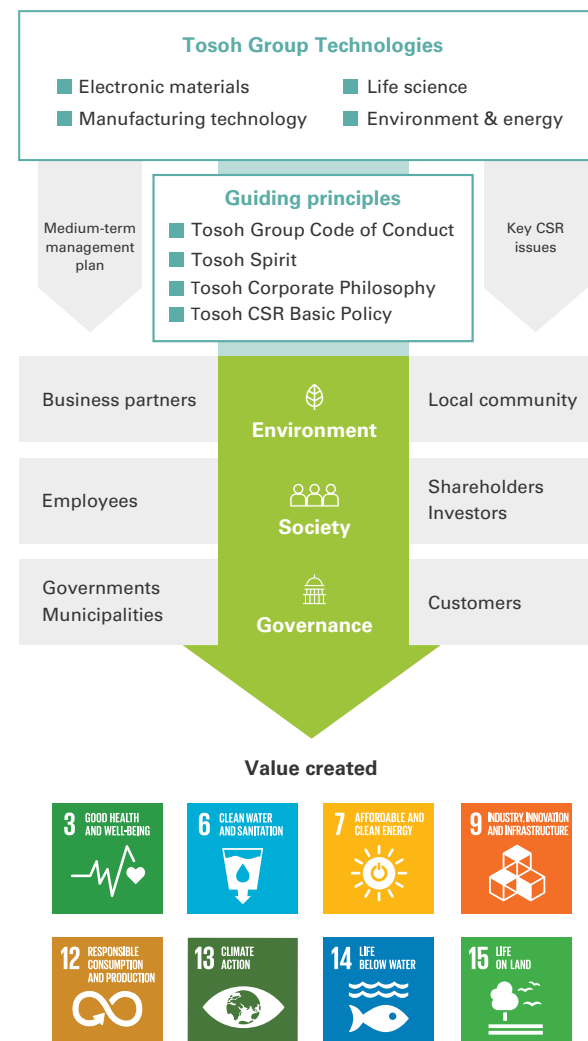 Tosoh Group Technologies
Electronic materials
Life science
Manufacturing technology
Environment & energy
Medium-term
management
plan
Guiding principles
Tosoh Group Code of Conduct
Tosoh Spirit
Tosoh Corporate Philosophy
Tosoh CSR Basic Policy
Key CSR
issues
Business partners
Environment
Local community
Employees
Society
Shareholders
Investors
Governments
Municipalities
Governance
Customers
Value created
3 GOOD HEALTH
AND WELL-BEING
6 CLEAN WATER
AND SANITATION
7 AFFORDABLE AND
CLEAN ENERGY
9 INDUSTRY, INNOVATION
AND INFRASTRUCTURE
12 RESPONSIBLE
CONSUMPTION
AND PRODUCTION
13 CLIMATE
ACTION
14 LIFE
BELOW WATER
15 LIFE
ON LAND